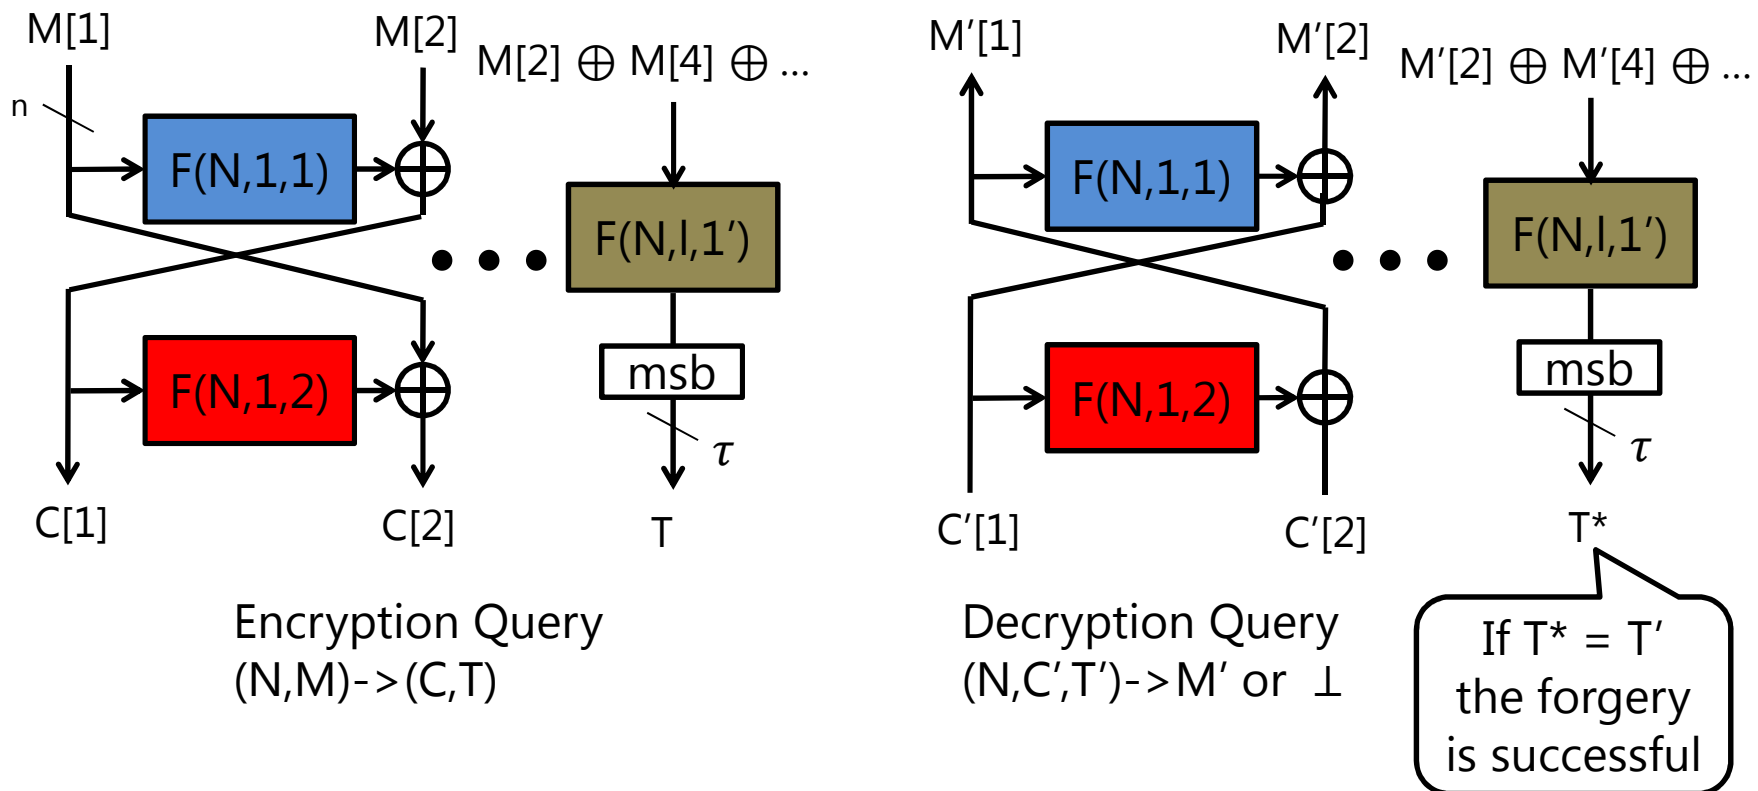 M[1]
M[2]
M[2] ⊕ M[4] ⊕ ...
n
F(N,1,1)
F(N,l,1')
F(N,1,2)
msb
τ
C[1]
C[2]
T
Encryption Query
(N,M)->(C,T)
M'[1]
M'[2]
M'[2] ⊕ M'[4] ⊕ ...
F(N,1,1)
F(N,l,1')
F(N,1,2)
msb
τ
C'[1]
C'[2]
T*
Decryption Query
(N,C',T')->M' or ⊥
If T* = T'
the forgery
is successful